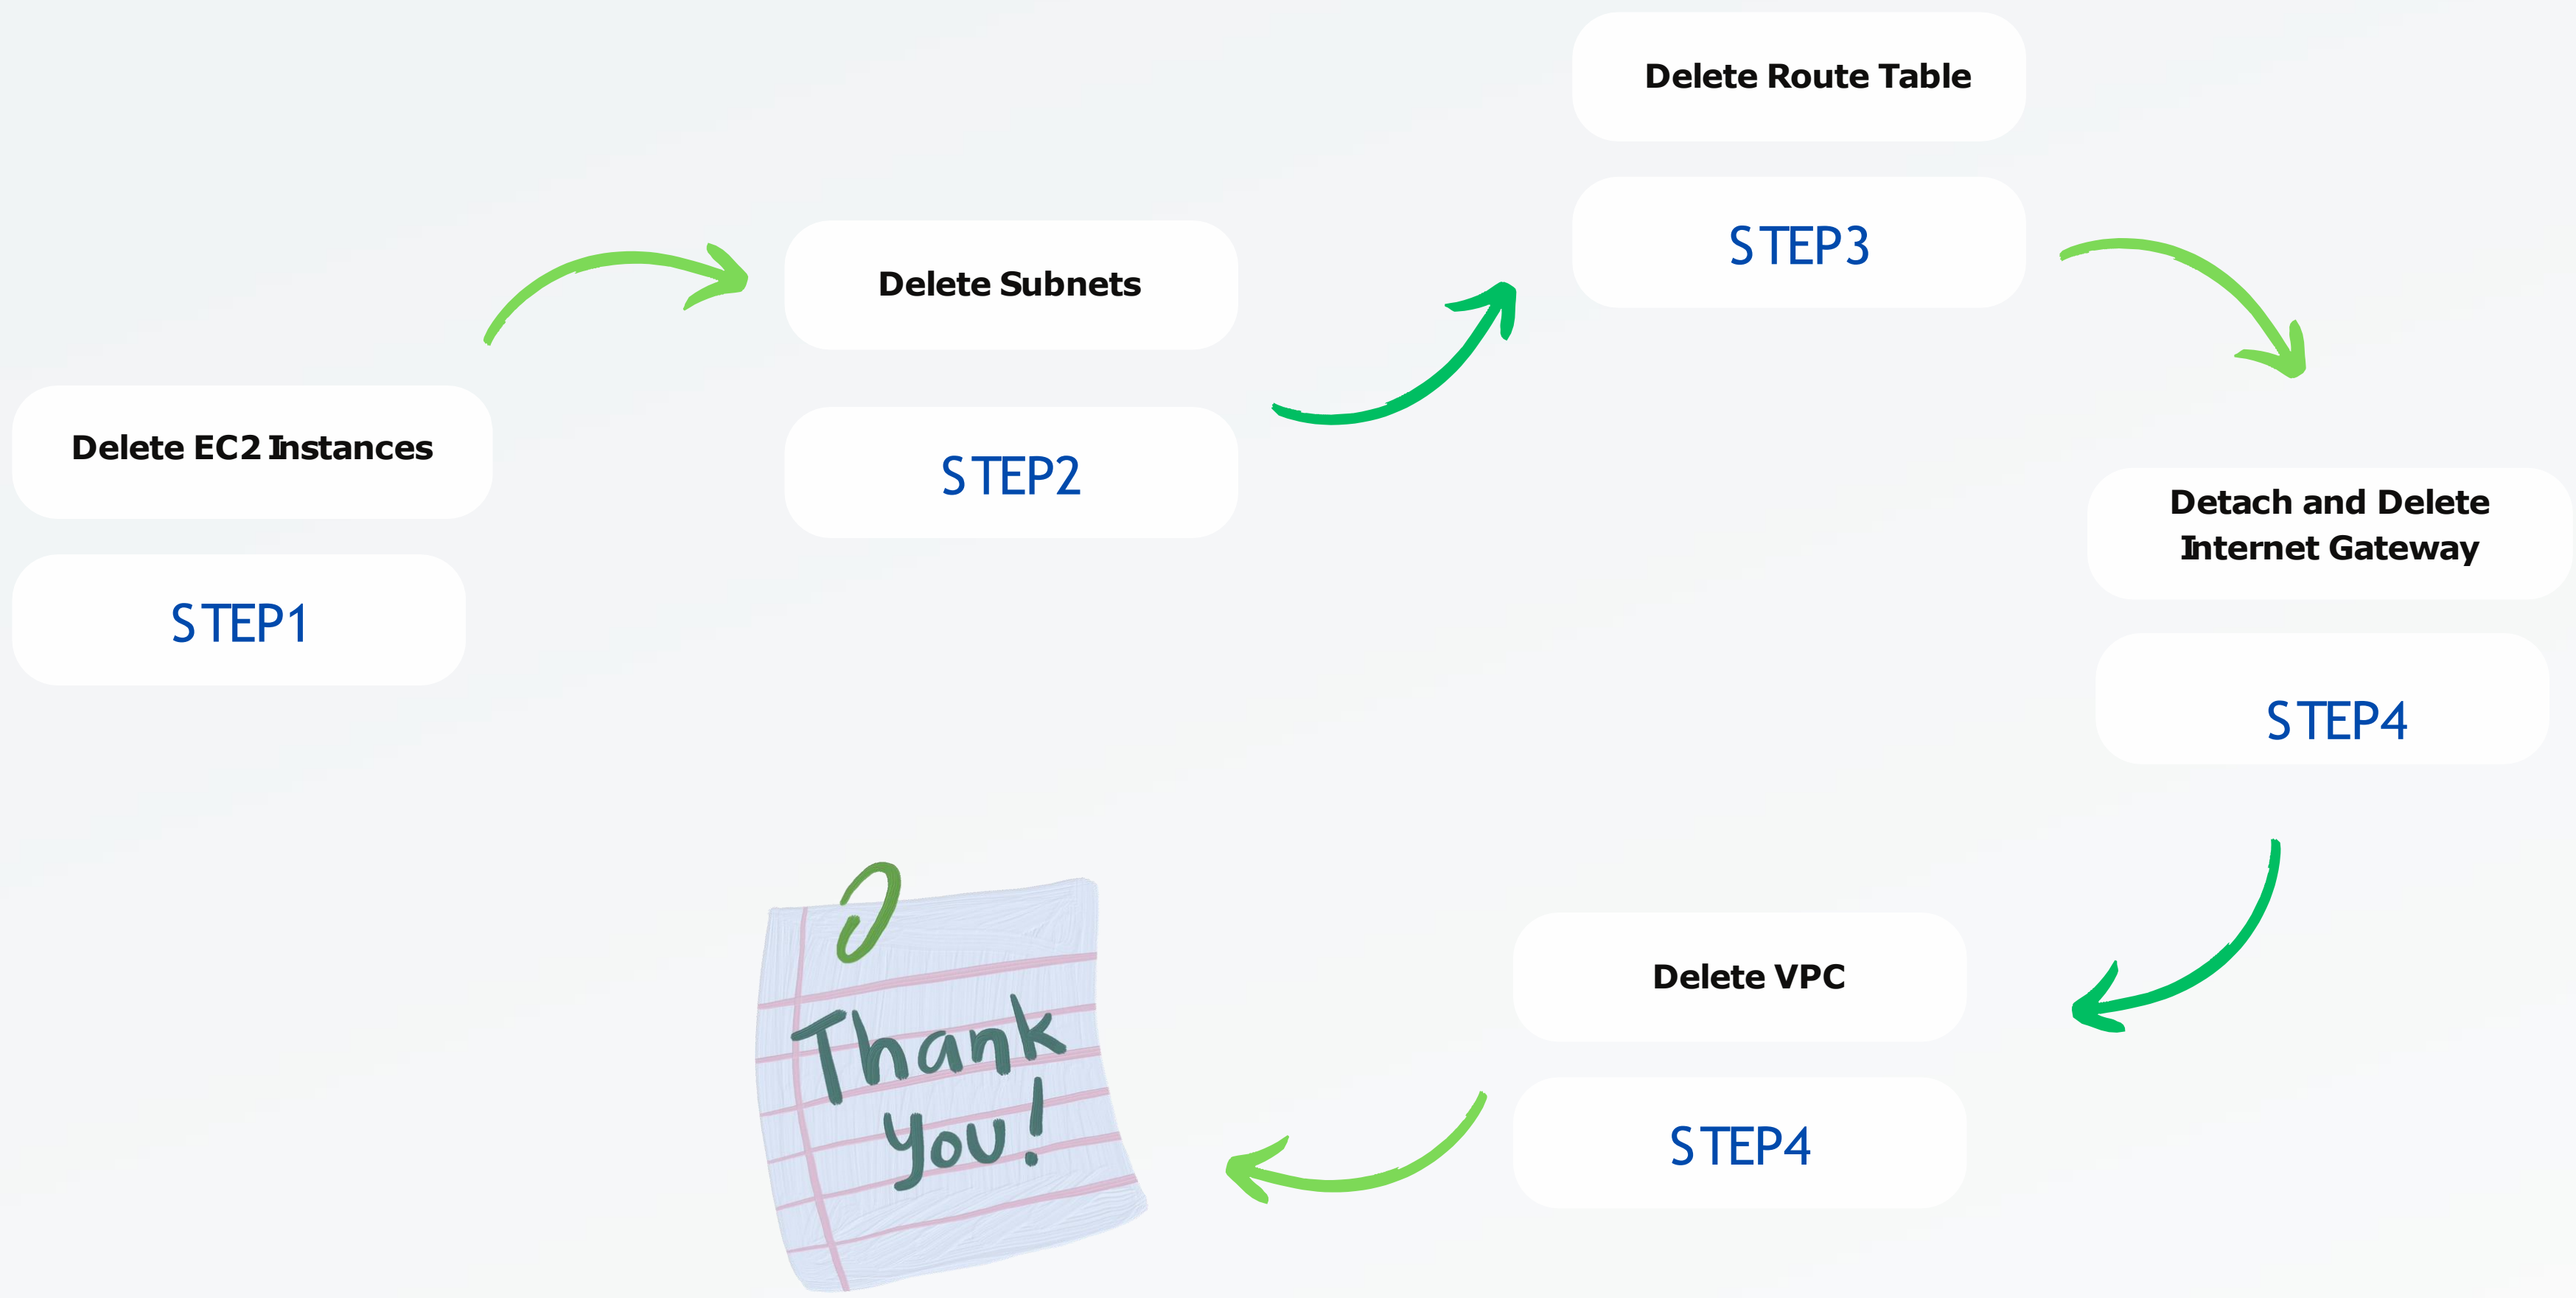 Delete EC2 Instances
STEP1
Delete Subnets
STEP2
Delete Route Table
STEP3
Detach and Delete
Internet Gateway
STEP4
Delete VPC
STEP4
Thank
you!